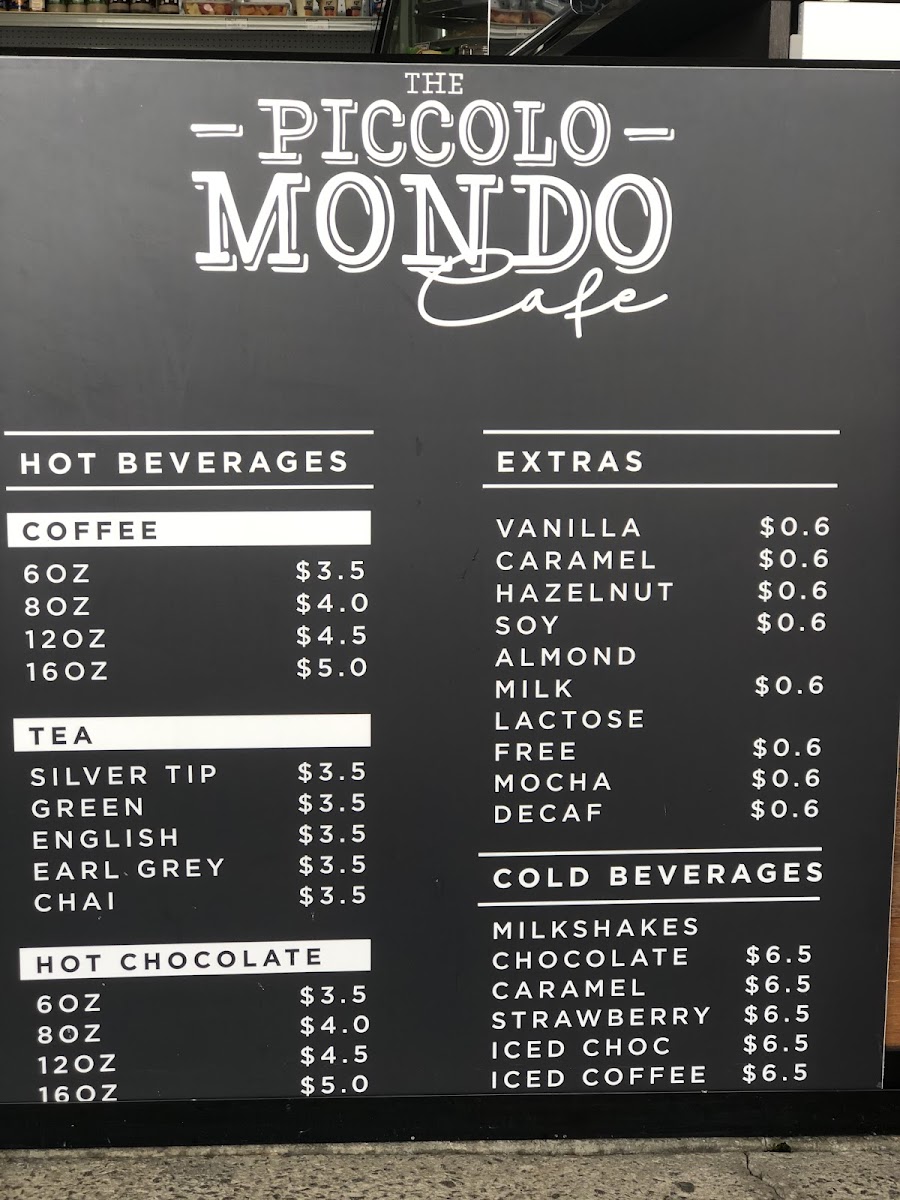 THE
PICCOLO
MONDO
Cafe
HOT BEVERAGES
COFFEE
6OZ $3.5
8OZ $4.0
12OZ $4.5
16OZ $5.0
TEA
SILVER TIP $3.5
GREEN $3.5
ENGLISH $3.5
EARL GREY $3.5
CHAI $3.5
HOT CHOCOLATE
6OZ $3.5
8OZ $4.0
12OZ $4.5
16OZ $5.0
EXTRAS
VANILLA $0.6
CARAMEL $0.6
HAZELNUT $0.6
SOY $0.6
ALMOND
MILK $0.6
LACTOSE
FREE $0.6
MOCHA $0.6
DECAF $0.6
COLD BEVERAGES
MILKSHAKES
CHOCOLATE $6.5
CARAMEL $6.5
STRAWBERRY $6.5
ICED CHOC $6.5
ICED COFFEE $6.5